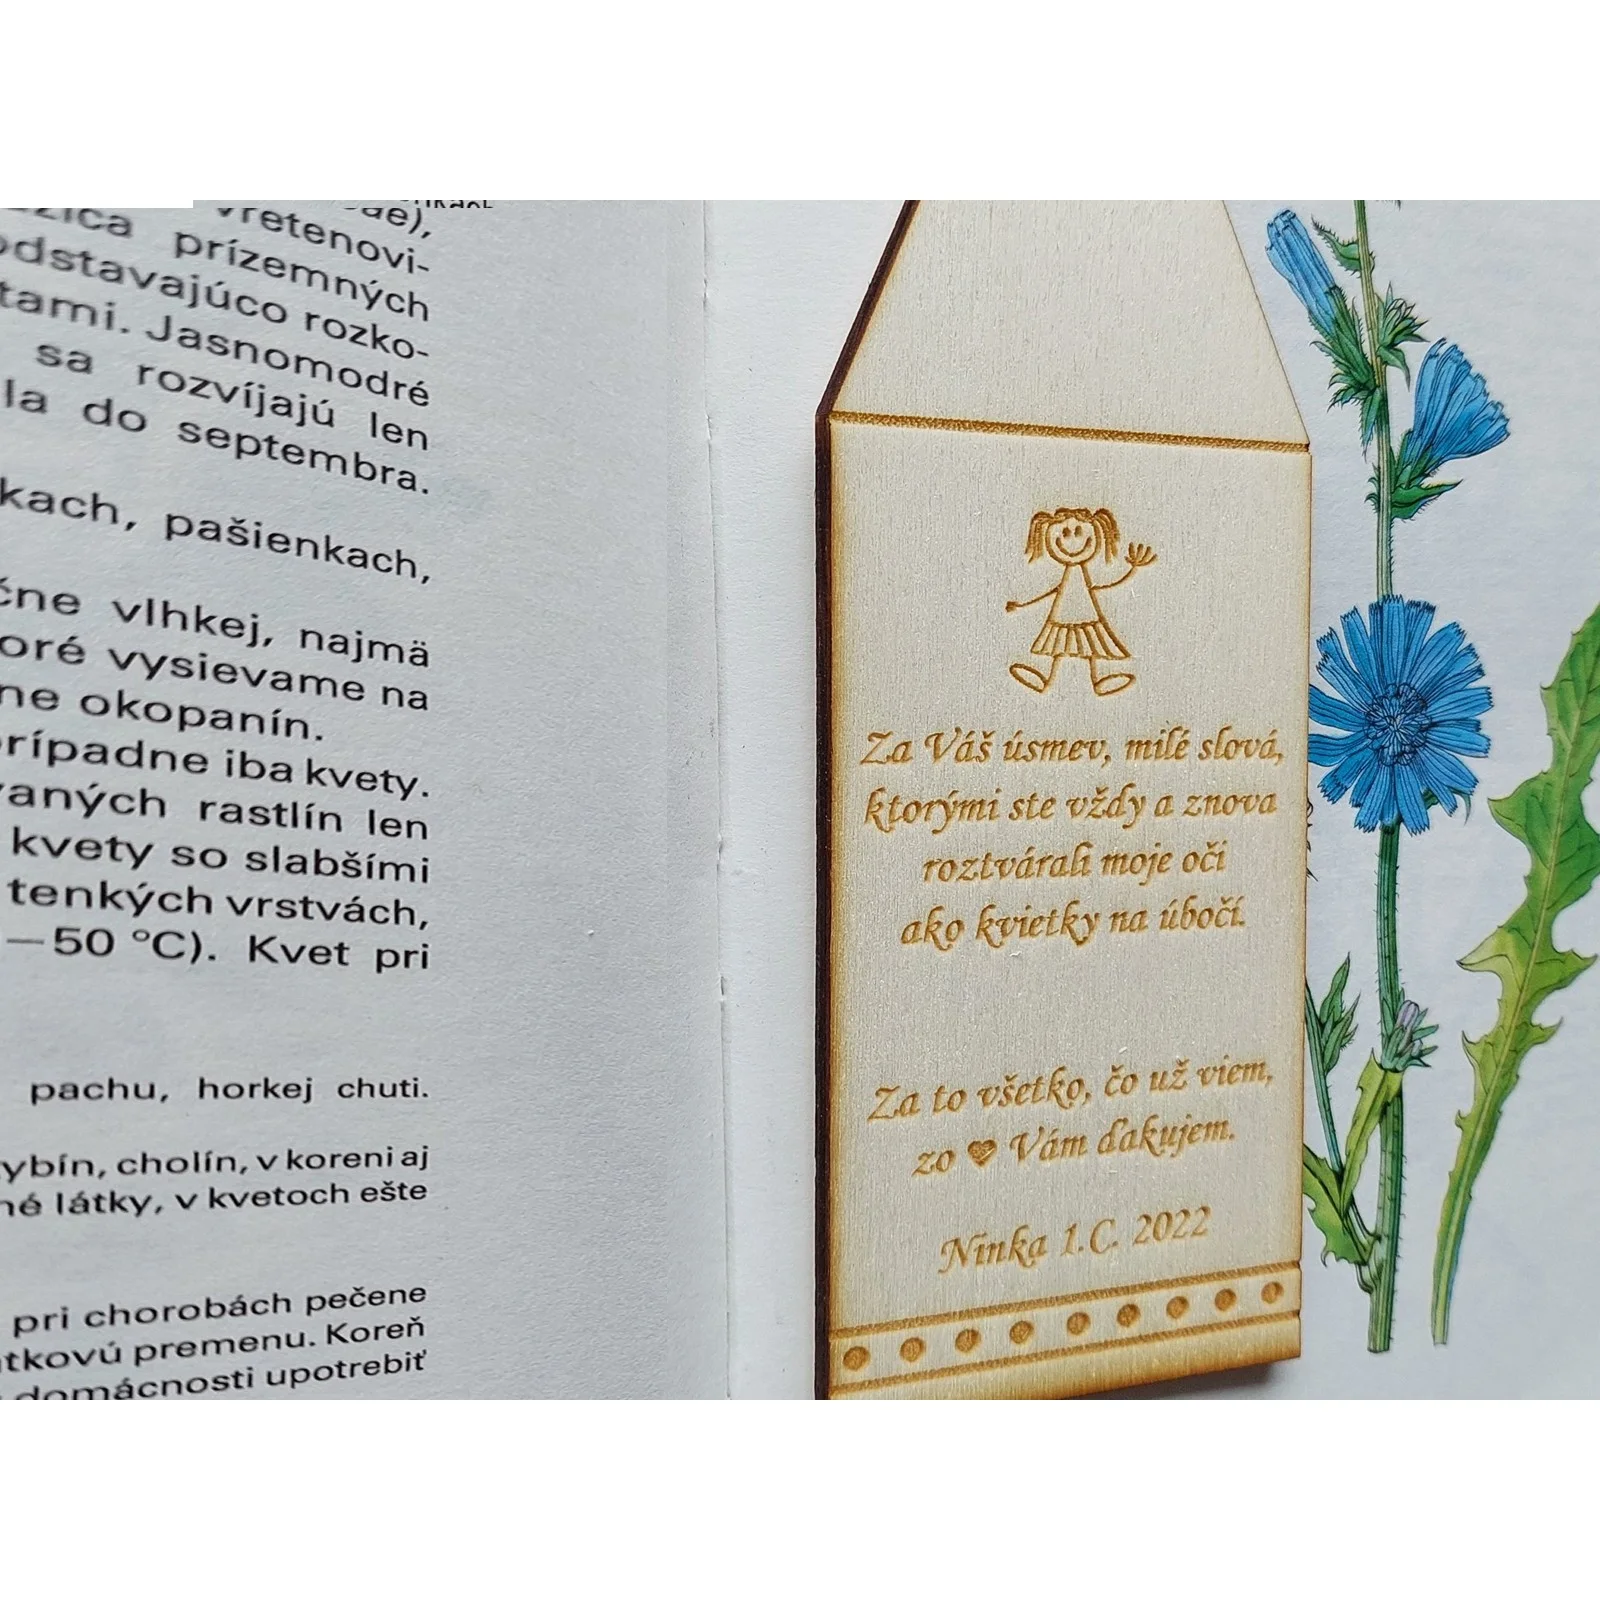 prízemných vretenovi-
odstavajúco rozko-
tami. Jasnomodré
sa rozvíjajú len
la do septembra.
kach, pašienkach,
čne vlhkej, najmä
oré vysievame na
ne okopanín.
rípadne iba kvety.
vaných rastlín len
kvety so slabšími
tenkých vrstvách,
—50 °C). Kvet pri
pachu, horkej chuti.
ybín, cholín, v koreni aj
né látky, v kvetoch ešte
pri chorobách pečene
tkovú premenu. Koreň
domácnosti upotrebiť
Za Váš úsmev, milé slová,
ktorými ste vždy a znova
roztvárali moje oči
ako kvietky na úbočí.
Za to všetko, čo už viem,
zo ♥ Vám ďakujem.
Ninka 1.C. 2022